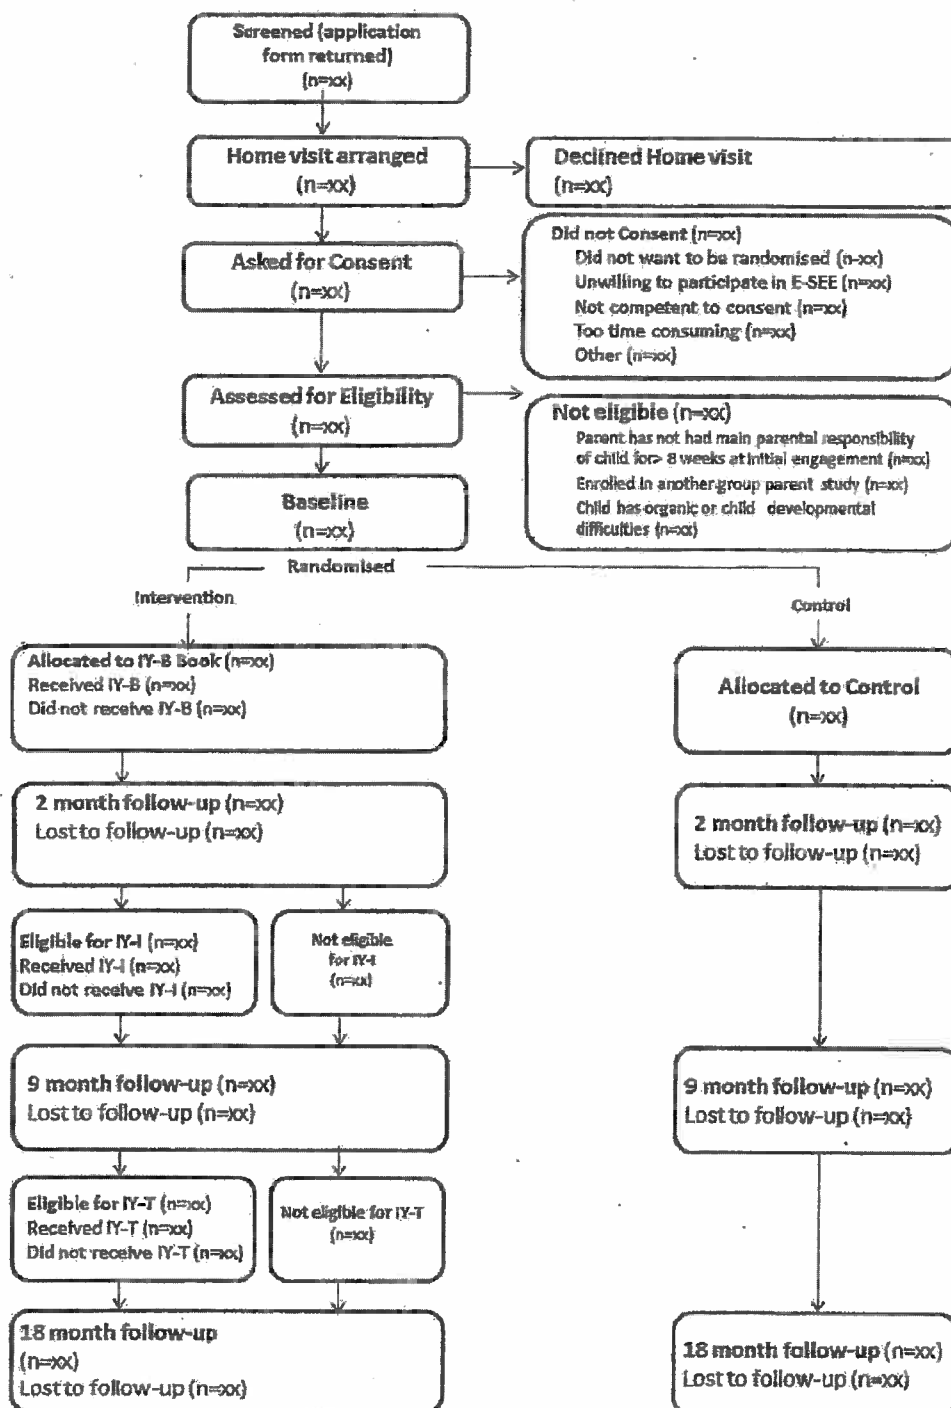 Screened (application
form returned)
(n=xx)
Home visit arranged
(n=xx)
Declined Home visit
(n=xx)
Asked for Consent
(n=xx)
Did not Consent (n=xx)
Did not want to be randomised (n-xx)
Unwilling to participate in E-SEE (n=xx)
Not competent to consent (n=xx)
Too time consuming (n=xx)
Other (n=xx)
Assessed for Eligibility
(n=xx)
Not eligible (n=xx)
Parent has not had main parental responsibility
of child for> 8 weeks at initial engagement (n=xx)
Enrolled in another group parent study (n=xx)
Child has organic or child developmental
difficulties (n=xx)
Baseline
(n=xx)
Randomised
Intervention
Control
Allocated to IY-B Book (n=xx)
Received IY-B (n=xx)
Did not receive IY-B (n=xx)
Allocated to Control
(n=xx)
2 month follow-up (n=xx)
Lost to follow-up (n=xx)
2 month follow-up (n=xx)
Lost to follow-up (n=xx)
Eligible for IY-I (n=xx)
Received IY-I (n=xx)
Did not receive IY-I (n=xx)
Not eligible
for IY-I
(n=xx)
9 month follow-up (n=xx)
Lost to follow-up (n=xx)
9 month follow-up (n=xx)
Lost to follow-up (n=xx)
Eligible for IY-T (n=xx)
Received IY-T (n=xx)
Did not receive IY-T (n=xx)
Not eligible for IY-T
(n=xx)
18 month follow-up
(n=xx)
Lost to follow-up (n=xx)
18 month follow-up (n=xx)
Lost to follow-up (n=xx)